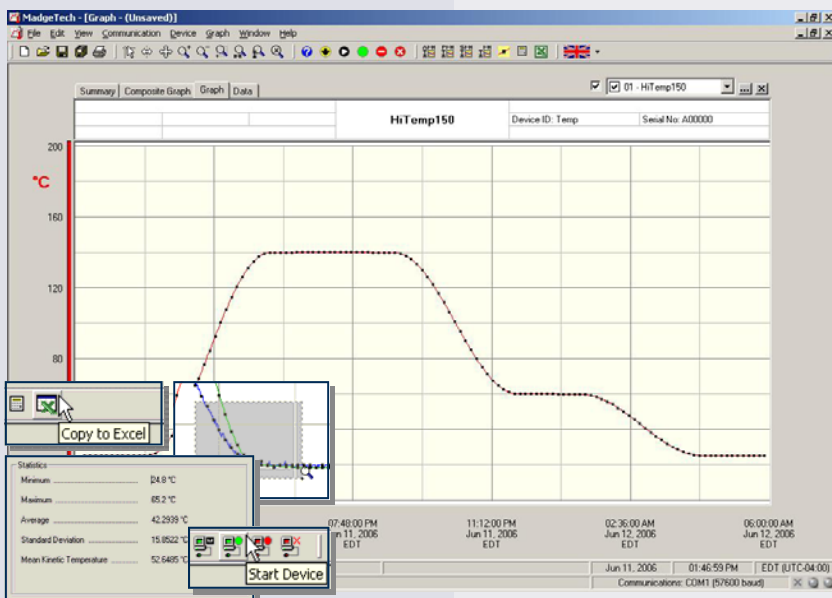 MadgeTech - [Graph - (Unsaved)]
File Edit View Communication Device Graph Window Help
Summary Composite Graph Graph Data
01 - HiTemp150
HiTemp150 Device ID: Temp Serial No: A00000
200
°C
160
120
80
Copy to Excel
Statistics
Minimum 24.8 °C
Maximum 65.2 °C
Average 42.2939 °C
Standard Deviation 15.8522 °C
Mean Kinetic Temperature 52.6485 °C
Start Device
07:48:00 PM 11:12:00 PM 02:36:00 AM 06:00:00 AM
n 11, 2006 Jun 11, 2006 Jun 12, 2006 Jun 12, 2006
EDT EDT EDT EDT
Jun 11, 2006 01:46:59 PM EDT (UTC-04:00)
Communications: COM1 (57600 baud)